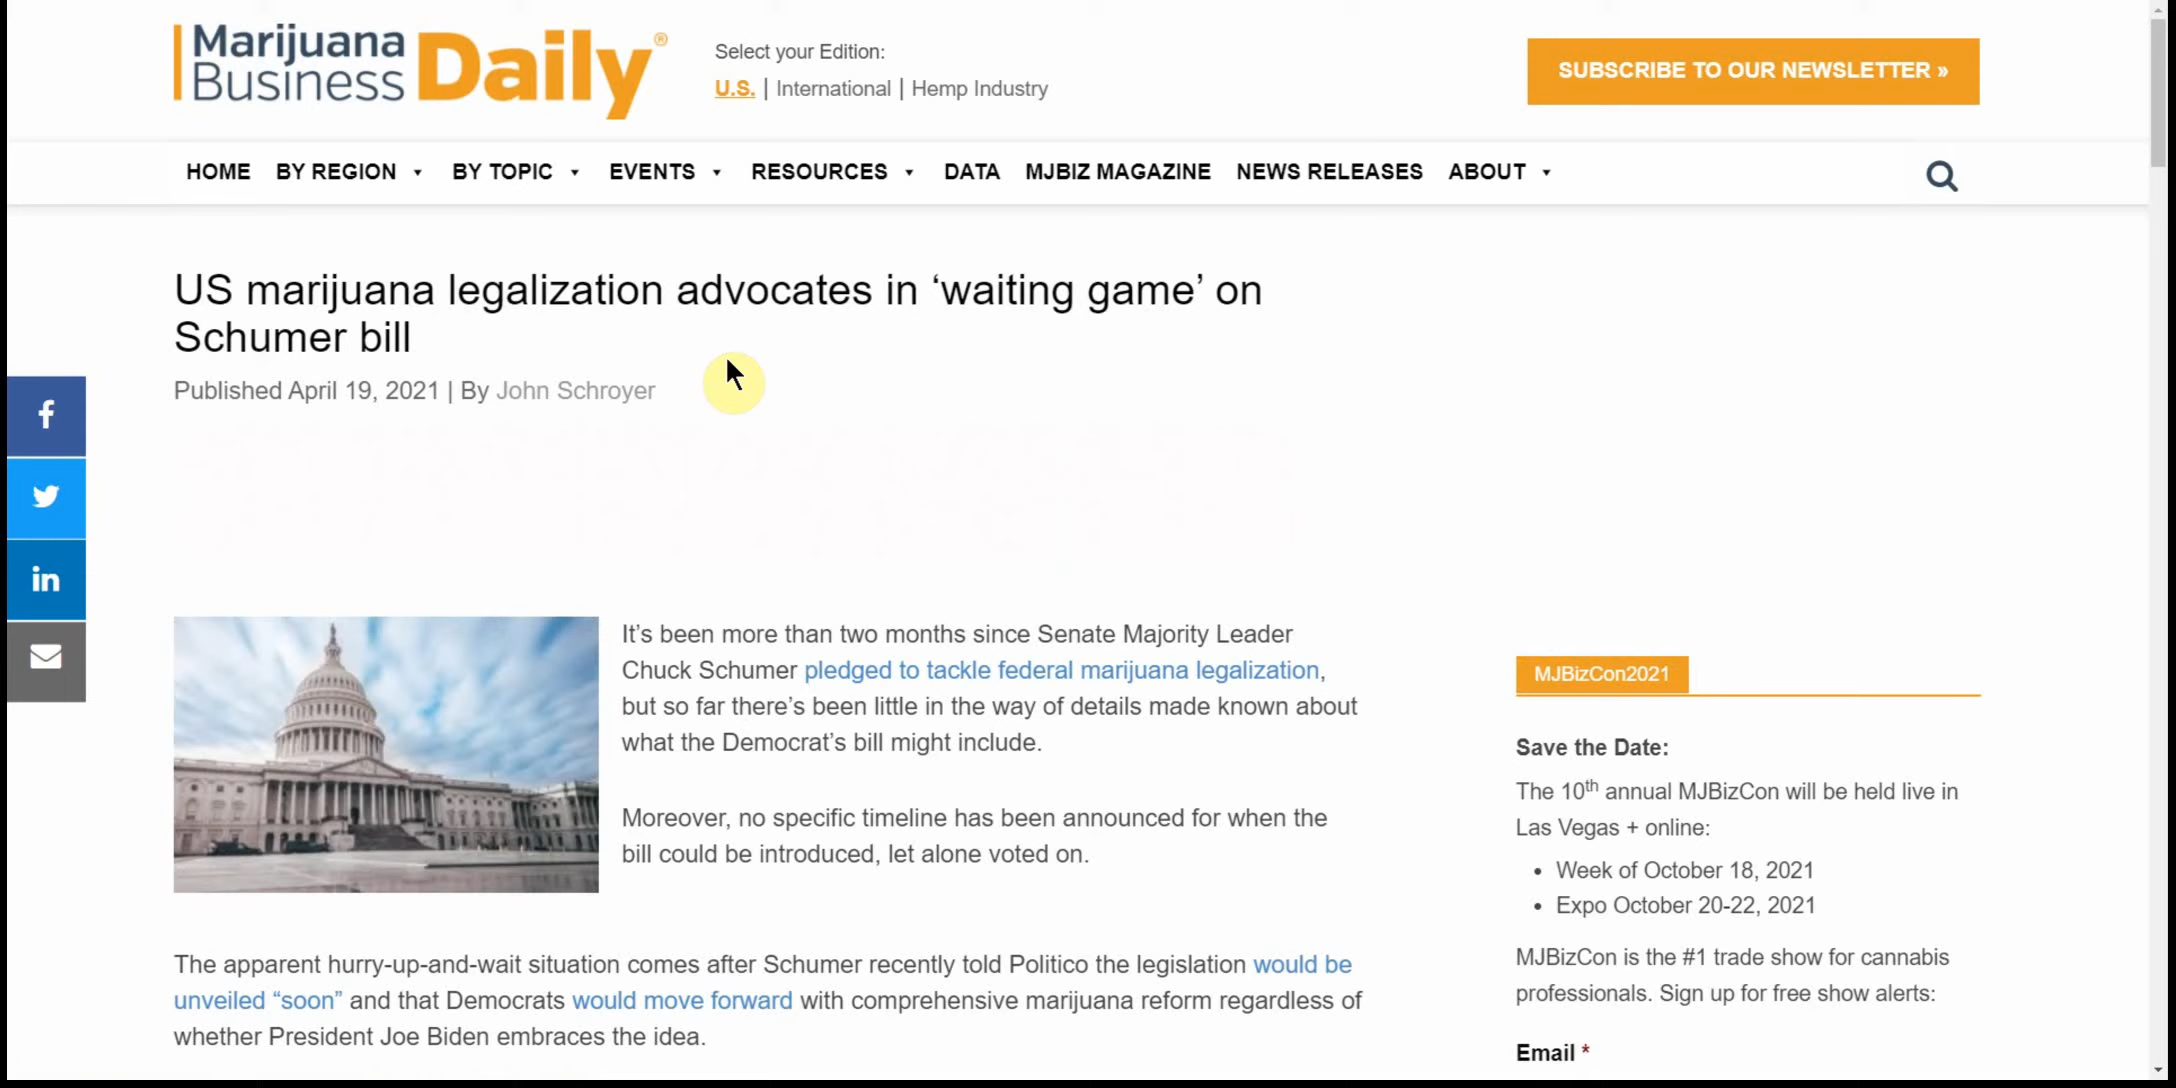 Marijuana
Business Daily®
Select your Edition:
U.S. | International | Hemp Industry
SUBSCRIBE TO OUR NEWSLETTER »
HOME BY REGION BY TOPIC EVENTS RESOURCES DATA MJBIZ MAGAZINE NEWS RELEASES ABOUT
US marijuana legalization advocates in ‘waiting game’ on
Schumer bill
Published April 19, 2021 | By John Schroyer
f
in
It’s been more than two months since Senate Majority Leader
Chuck Schumer pledged to tackle federal marijuana legalization,
but so far there’s been little in the way of details made known about
what the Democrat’s bill might include.
Moreover, no specific timeline has been announced for when the
bill could be introduced, let alone voted on.
The apparent hurry-up-and-wait situation comes after Schumer recently told Politico the legislation would be
unveiled “soon” and that Democrats would move forward with comprehensive marijuana reform regardless of
whether President Joe Biden embraces the idea.
MJBizCon2021
Save the Date:
The 10th annual MJBizCon will be held live in
Las Vegas + online:
• Week of October 18, 2021
• Expo October 20-22, 2021
MJBizCon is the #1 trade show for cannabis
professionals. Sign up for free show alerts:
Email *